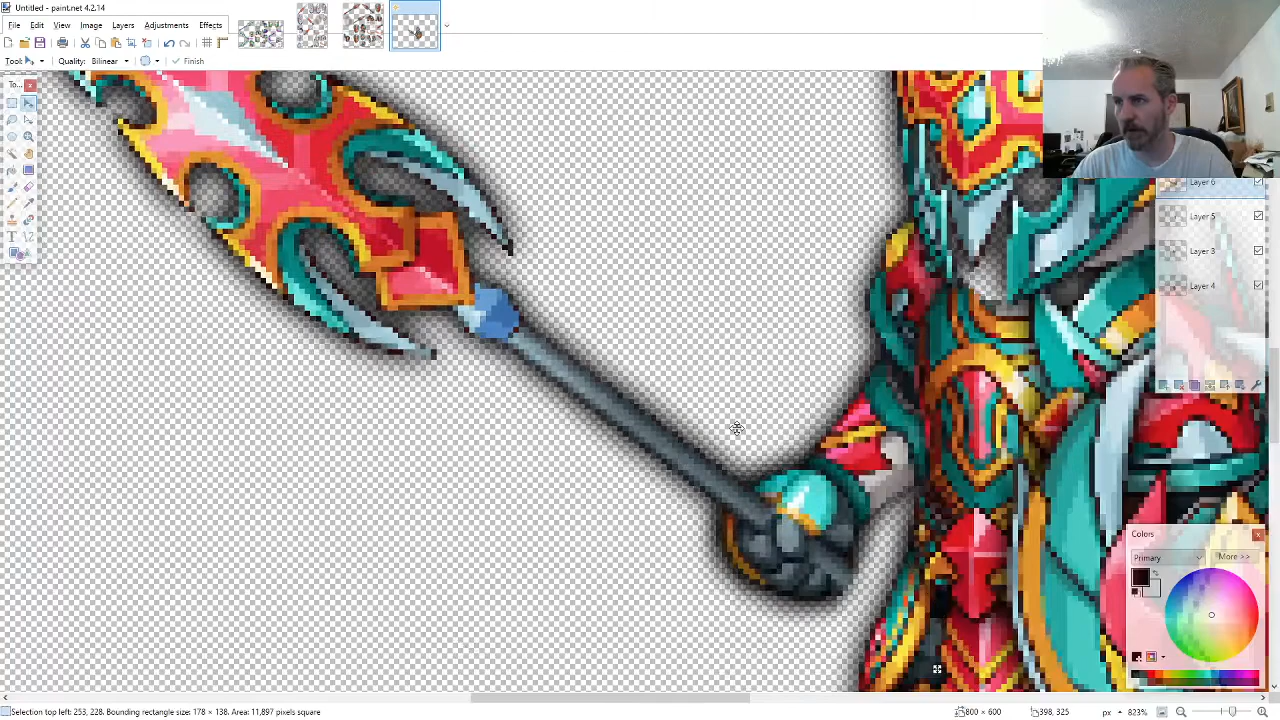 Untitled - paint.net 4.2.14
File Edit View Image Layers Adjustments Effects
Tool: Quality: Bilinear Finish
To...
Layer 6
Layer 5
Layer 3
Layer 4
Colors
Primary More >>
Selection top left: 253, 228. Bounding rectangle size: 178 × 138. Area: 11,897 pixels square 800 × 600 398, 325 px 823%